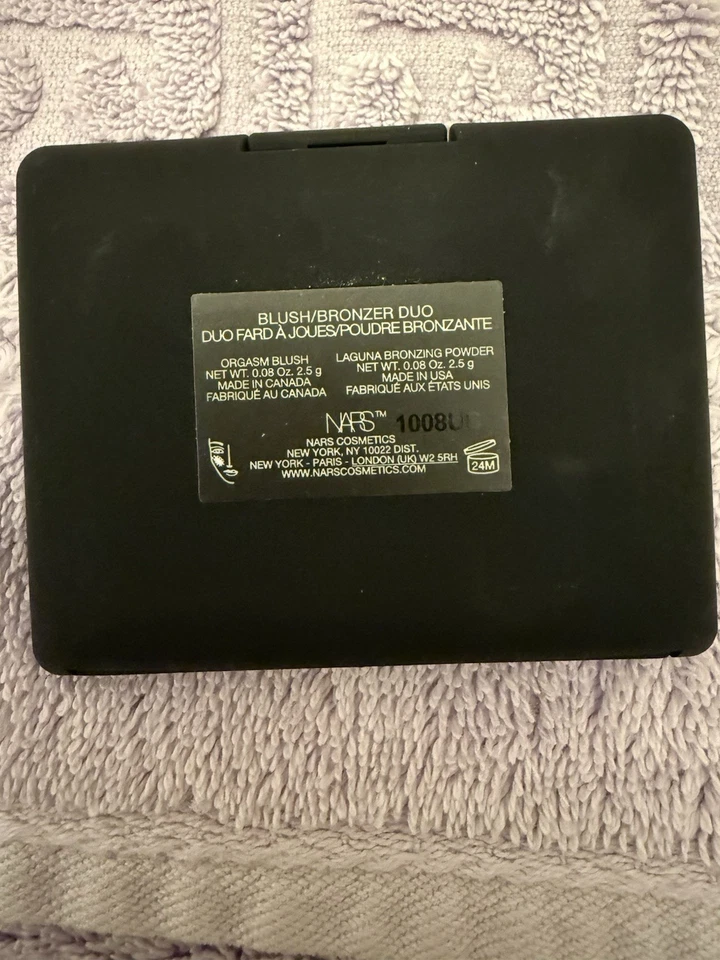 BLUSH/BRONZER DUO
DUO FARD À JOUES/POUDRE BRONZANTE
ORGASM BLUSH
NET WT. 0.08 Oz. 2.5 g
MADE IN CANADA
FABRIQUÉ AU CANADA
LAGUNA BRONZING POWDER
NET WT. 0.08 Oz. 2.5 g
MADE IN USA
FABRIQUÉ AUX ÉTATS UNIS
NARS™
NARS COSMETICS
NEW YORK, NY 10022 DIST.
NEW YORK - PARIS - LONDON (UK) W2 5RH
WWW.NARSCOSMETICS.COM
24M